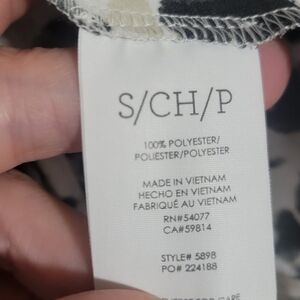 S/CH/P
100% POLYESTER/
POLIÉSTER/POLYESTER
MADE IN VIETNAM
HECHO EN VIETNAM
FABRIQUÉ AU VIETNAM
RN#54077
CA#59814
STYLE# 5898
PO# 224188